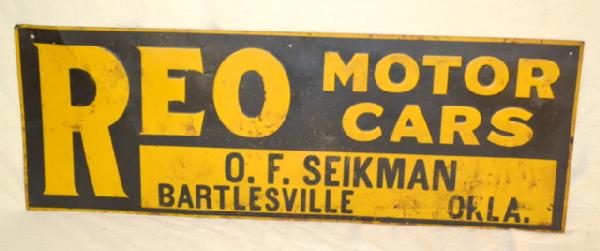 REO MOTOR
CARS
O. F. SEIKMAN
BARTLESVILLE OKLA.